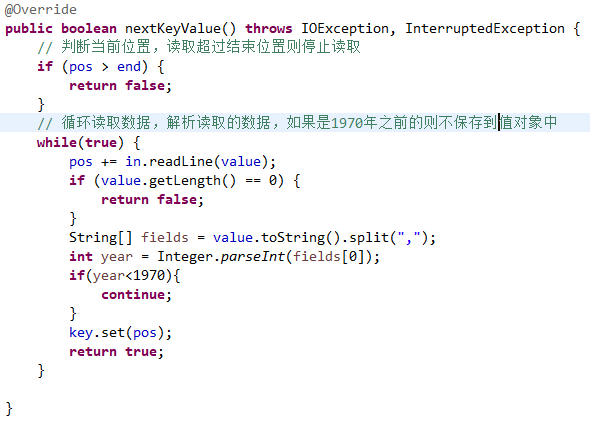 @Override
public boolean nextKeyValue() throws IOException, InterruptedException {
    // 判断当前位置，读取超过结束位置则停止读取
    if (pos > end) {
        return false;
    }
    // 循环读取数据，解析读取的数据，如果是1970年之前的则不保存到值对象中
    while(true) {
        pos += in.readLine(value);
        if (value.getLength() == 0) {
            return false;
        }
        String[] fields = value.toString().split(",");
        int year = Integer.parseInt(fields[0]);
        if(year<1970){
            continue;
        }
        key.set(pos);
        return true;
    }
}